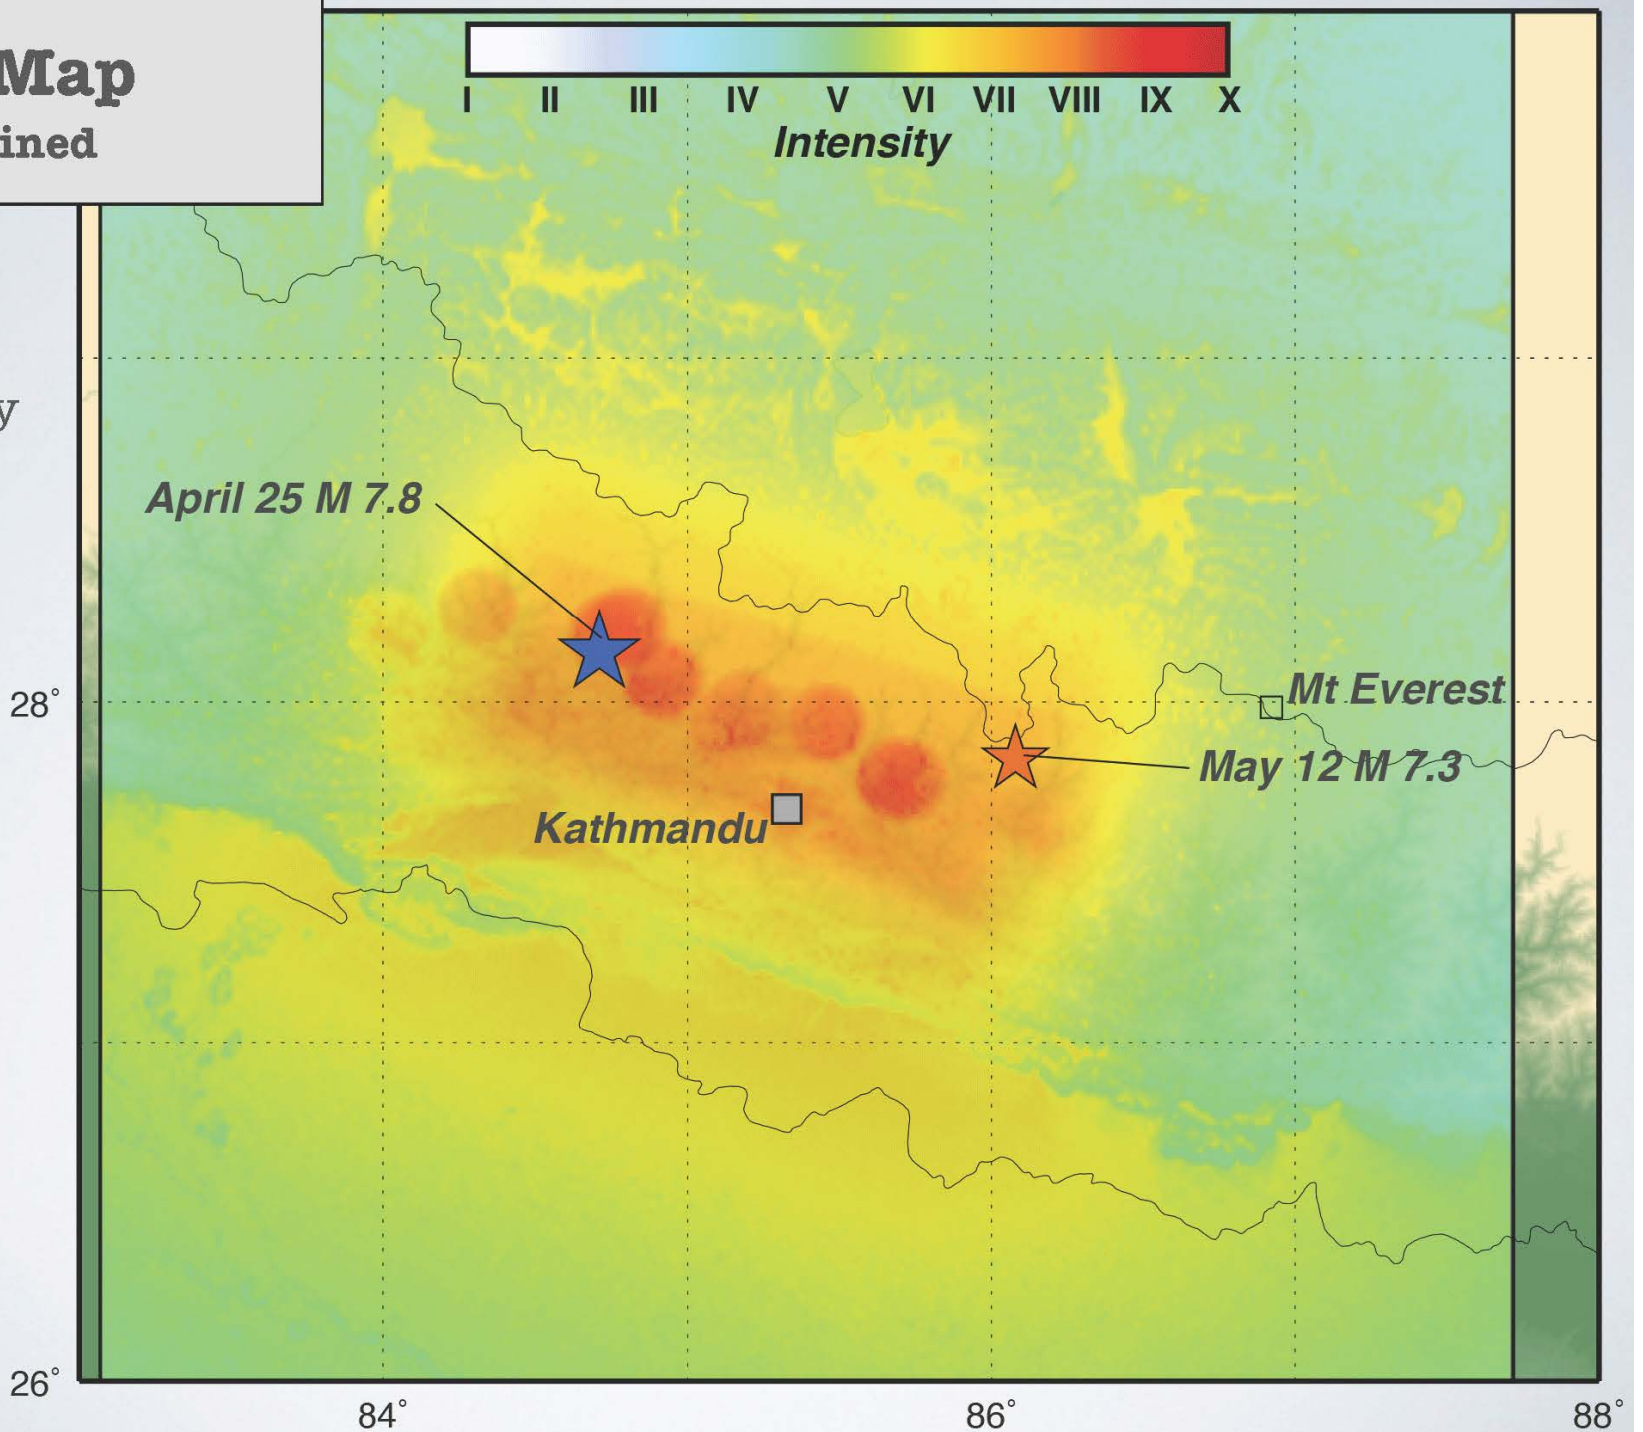 Map
ined
I II III IV V VI VII VIII IX X
Intensity
y
April 25 M 7.8
28°
Mt Everest
May 12 M 7.3
Kathmandu
26°
84° 86° 88°